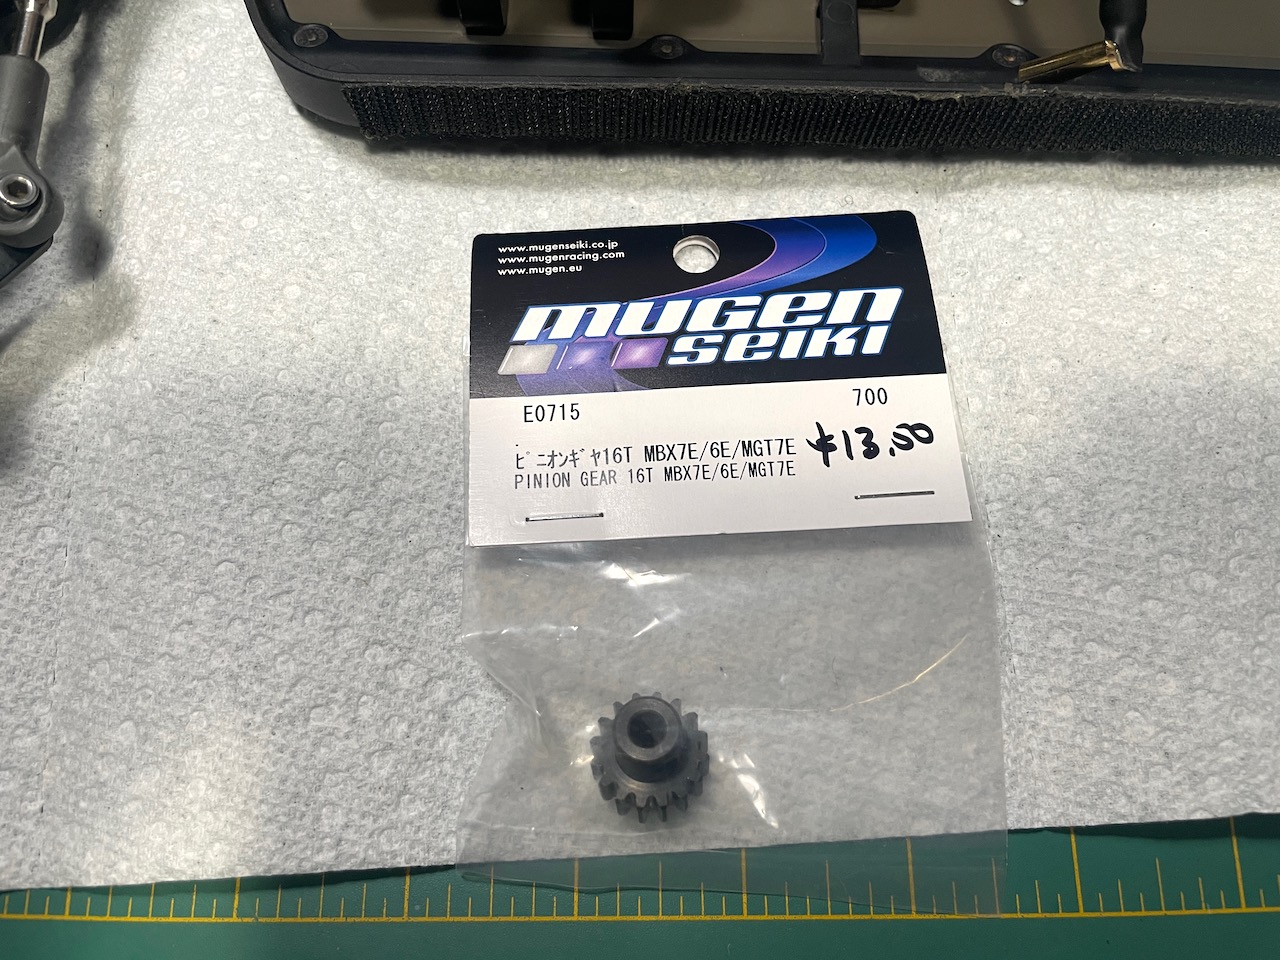 www.mugenseiki.co.jp
www.mugenracing.com
www.mugen.eu
mugen
seiki
E0715 700
ﾋﾟﾆｵﾝｷﾞﾔ16T MBX7E/6E/MGT7E
PINION GEAR 16T MBX7E/6E/MGT7E
13.00